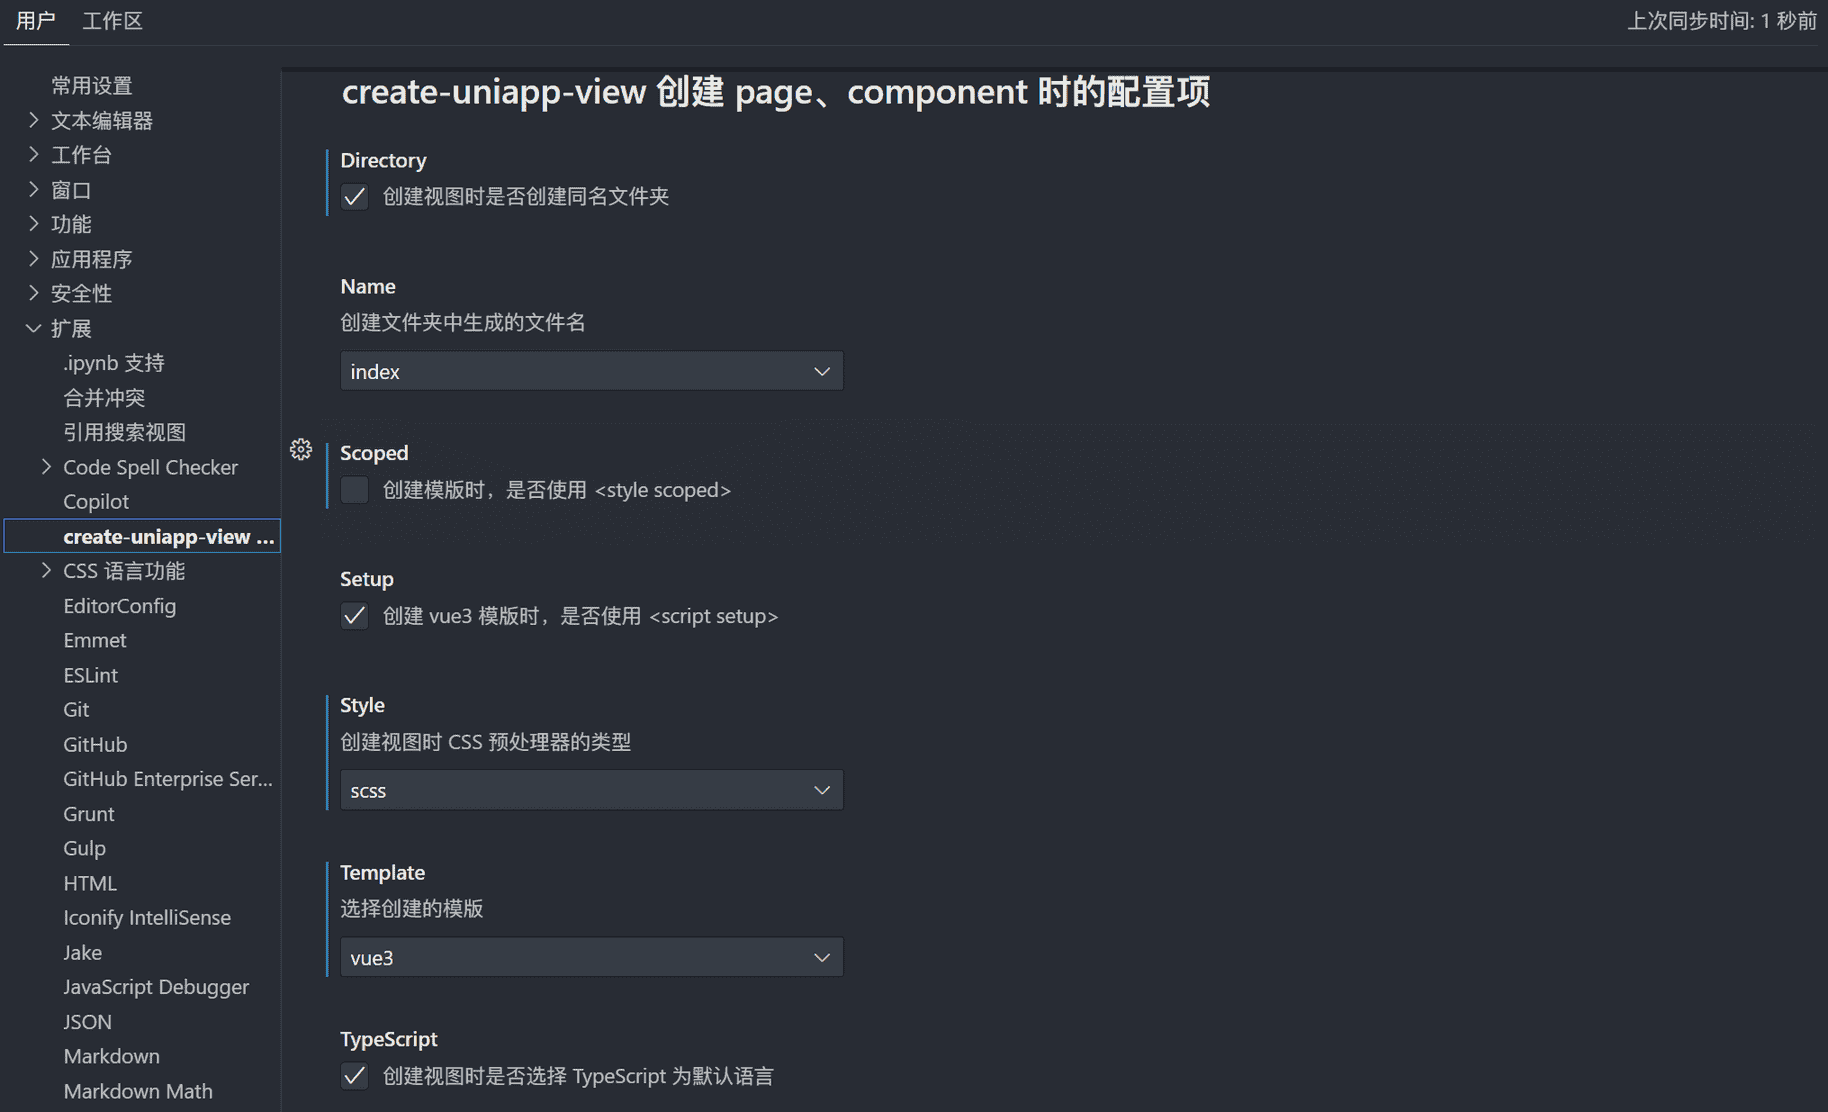 用户 工作区 上次同步时间: 1 秒前
常用设置
文本编辑器
工作台
窗口
功能
应用程序
安全性
扩展
.ipynb 支持
合并冲突
引用搜索视图
Code Spell Checker
Copilot
create-uniapp-view ...
CSS 语言功能
EditorConfig
Emmet
ESLint
Git
GitHub
GitHub Enterprise Ser...
Grunt
Gulp
HTML
Iconify IntelliSense
Jake
JavaScript Debugger
JSON
Markdown
Markdown Math
create-uniapp-view 创建 page、component 时的配置项
Directory
创建视图时是否创建同名文件夹
Name
创建文件夹中生成的文件名
index
Scoped
创建模版时，是否使用 <style scoped>
Setup
创建 vue3 模版时，是否使用 <script setup>
Style
创建视图时 CSS 预处理器的类型
scss
Template
选择创建的模版
vue3
TypeScript
创建视图时是否选择 TypeScript 为默认语言